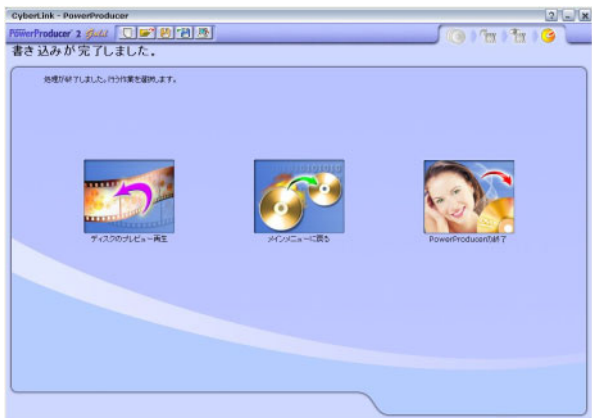 CyberLink - PowerProducer
PowerProducer 2 Gold
書き込みが完了しました。
処理が終了しました。行う作業を選択します。
ディスクのプレビュー再生
メインメニューに戻る
PowerProducerの終了